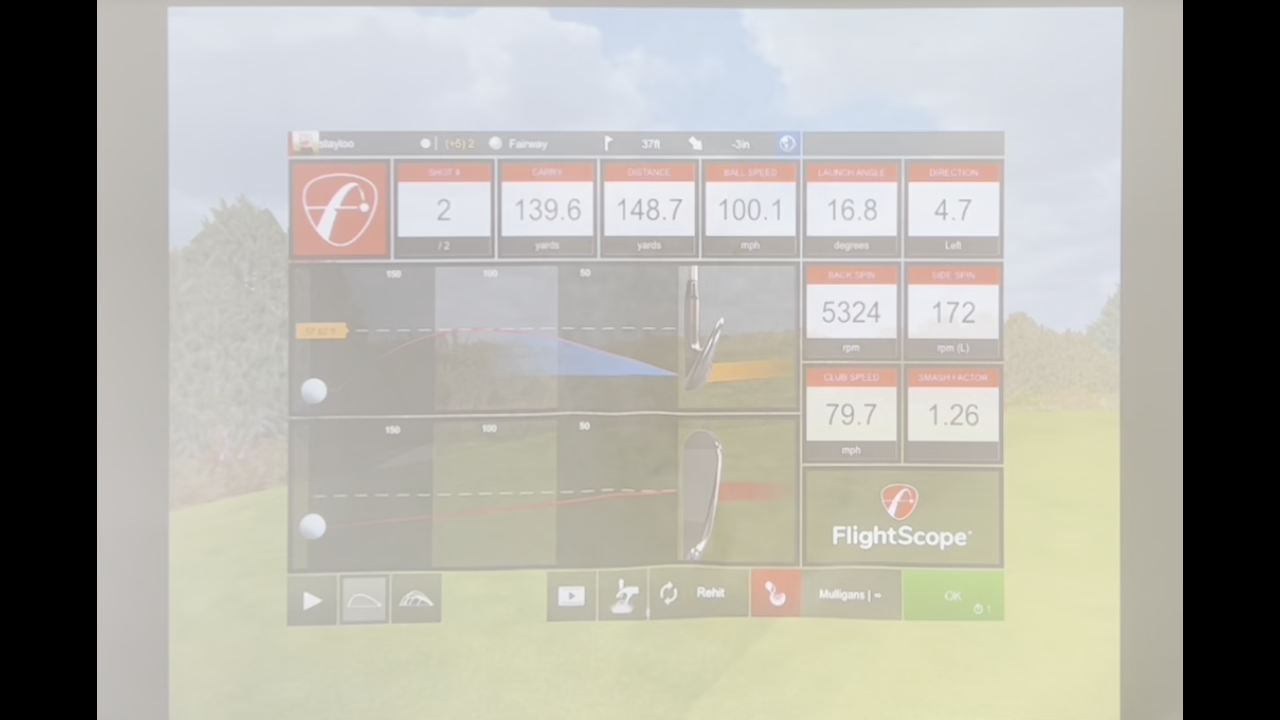 slayloo (+5) 2 Fairway 37ft -3in
SHOT # CARRY DISTANCE BALL SPEED LAUNCH ANGLE DIRECTION
2 139.6 148.7 100.1 16.8 4.7
/ 2 yards yards mph degrees Left
150 100 50
BACK SPIN SIDE SPIN
5324 172
rpm rpm (L)
CLUB SPEED SMASH FACTOR
79.7 1.26
mph
150 100 50
FlightScope
Rehit Mulligans | ∞ OK
1